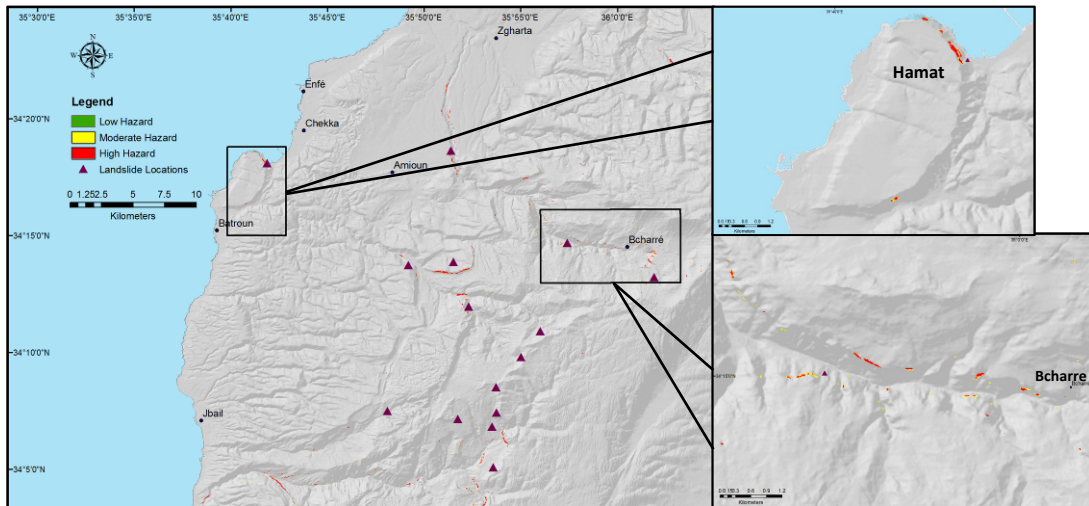 35°30'0"E 35°35'0"E 35°40'0"E 35°45'0"E 35°50'0"E 35°55'0"E 36°0'0"E
N
W E
S
Legend
Low Hazard
Moderate Hazard
High Hazard
Landslide Locations
0 1.25 2.5 5 7.5 10
Kilometers
34°20'0"N
34°15'0"N
34°10'0"N
34°5'0"N
Zgharta
Enfé
Chekka
Amioun
Batroun
Bcharré
Jbail
Hamat
Kilometers
Bcharre
Kilometers